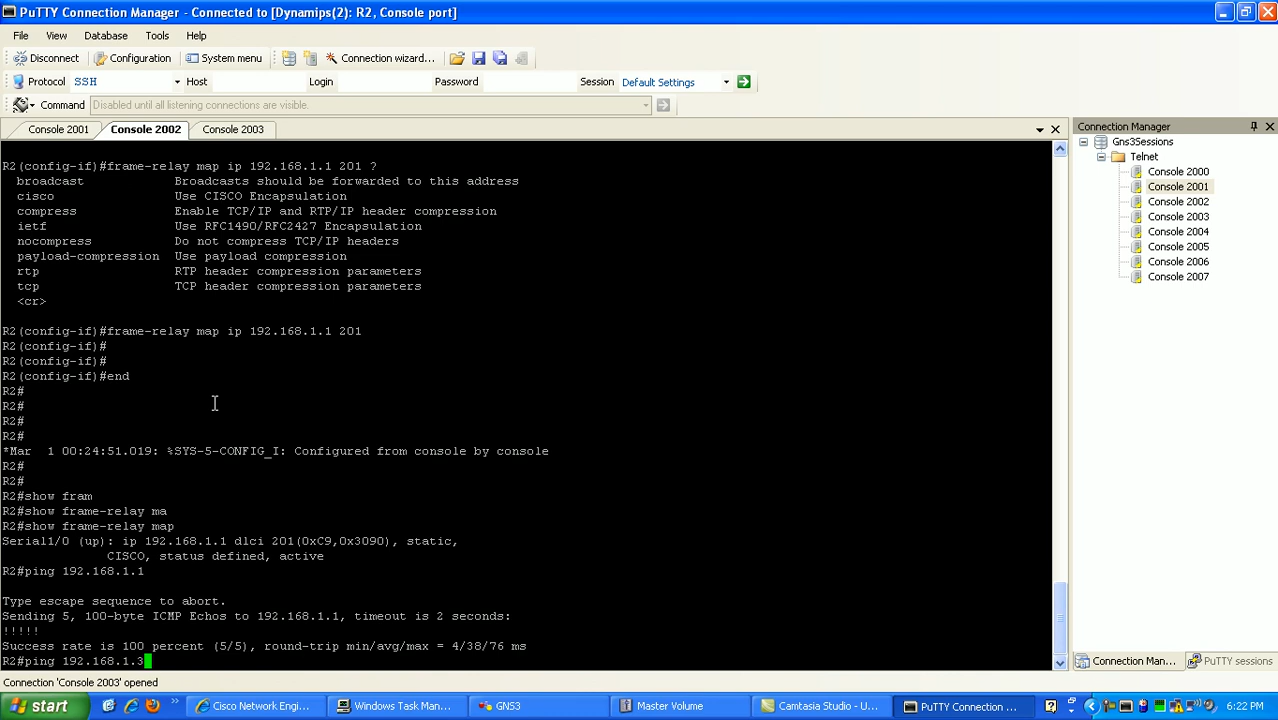 PuTTY Connection Manager - Connected to [Dynamips(2): R2, Console port]
File View Database Tools Help
Disconnect Configuration System menu Connection wizard...
Protocol SSH Host Login Password Session Default Settings
Command Disabled until all listening connections are visible.
Console 2001 Console 2002 Console 2003
R2(config-if)#frame-relay map ip 192.168.1.1 201 ?
broadcast Broadcasts should be forwarded to this address
cisco Use CISCO Encapsulation
compress Enable TCP/IP and RTP/IP header compression
ietf Use RFC1490/RFC2427 Encapsulation
nocompress Do not compress TCP/IP headers
payload-compression Use payload compression
rtp RTP header compression parameters
tcp TCP header compression parameters
<cr>
R2(config-if)#frame-relay map ip 192.168.1.1 201
R2(config-if)#
R2(config-if)#
R2(config-if)#end
R2#
R2#
R2#
R2#
*Mar 1 00:24:51.019: %SYS-5-CONFIG_I: Configured from console by console
R2#
R2#
R2#show fram
R2#show frame-relay ma
R2#show frame-relay map
Serial1/0 (up): ip 192.168.1.1 dlci 201(0xC9,0x3090), static,
CISCO, status defined, active
R2#ping 192.168.1.1
Type escape sequence to abort.
Sending 5, 100-byte ICMP Echos to 192.168.1.1, timeout is 2 seconds:
!!!!!
Success rate is 100 percent (5/5), round-trip min/avg/max = 4/38/76 ms
R2#ping 192.168.1.3
Connection Manager
Gns3Sessions
Telnet
Console 2000
Console 2001
Console 2002
Console 2003
Console 2004
Console 2005
Console 2006
Console 2007
Connection Man... PuTTY sessions
Connection 'Console 2003' opened
start Cisco Network Engi... Windows Task Man... GNS3 Master Volume Camtasia Studio - U... PuTTY Connection ... 6:22 PM